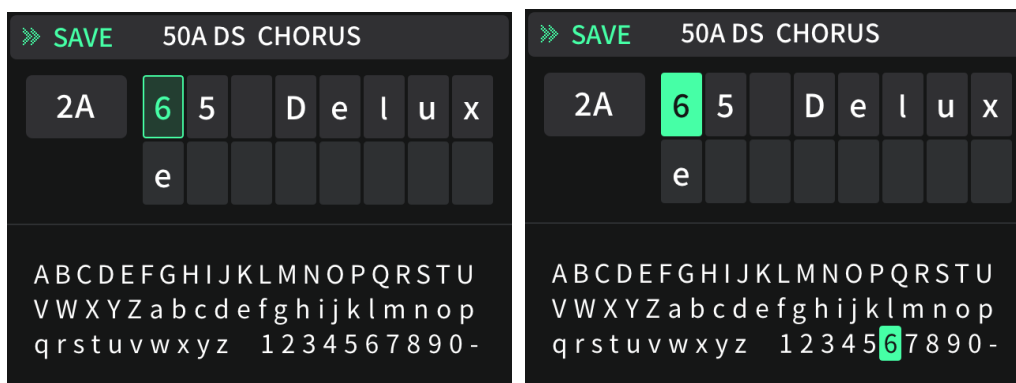 SAVE 50A DS CHORUS
2A 6 5 D e l u x
e
A B C D E F G H I J K L M N O P Q R S T U
V W X Y Z a b c d e f g h i j k l m n o p
q r s t u v w x y z 1 2 3 4 5 6 7 8 9 0 -
SAVE 50A DS CHORUS
2A 6 5 D e l u x
e
A B C D E F G H I J K L M N O P Q R S T U
V W X Y Z a b c d e f g h i j k l m n o p
q r s t u v w x y z 1 2 3 4 5 6 7 8 9 0 -